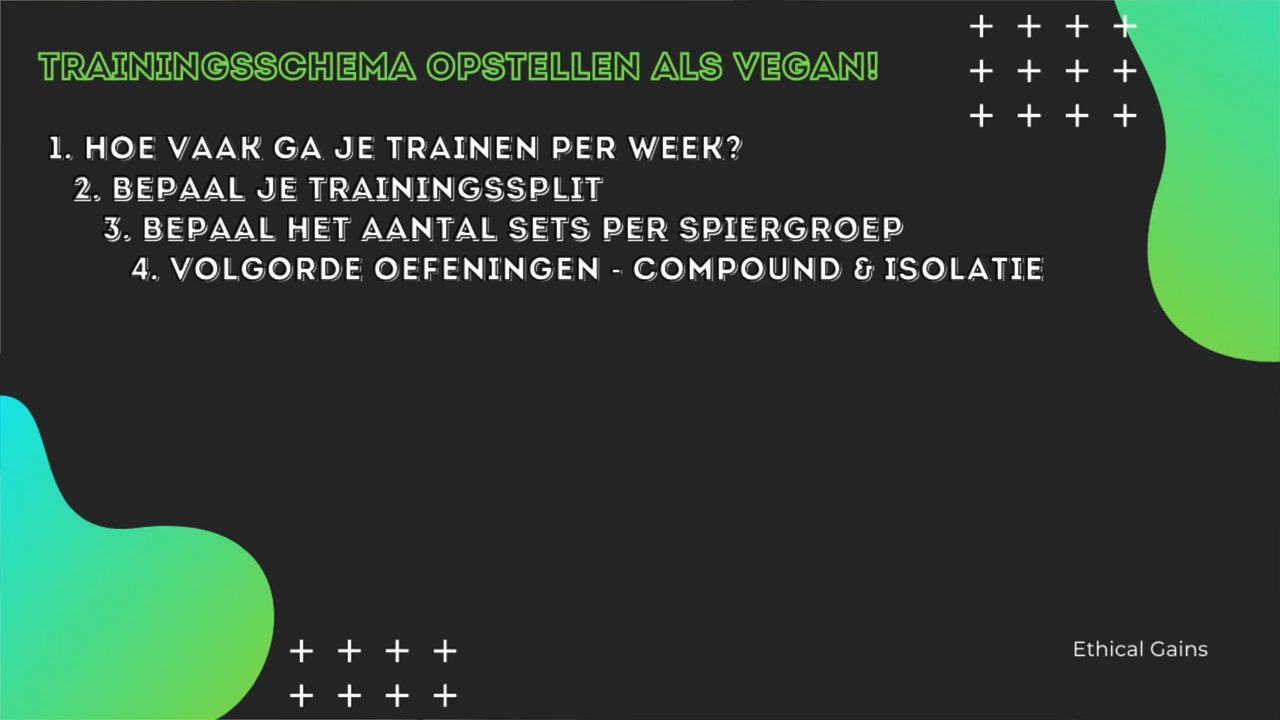 TRAININGSSCHEMA OPSTELLEN ALS VEGAN!
1. HOE VAAK GA JE TRAINEN PER WEEK?
2. BEPAAL JE TRAININGSSPLIT
3. BEPAAL HET AANTAL SETS PER SPIERGROEP
4. VOLGORDE OEFENINGEN - COMPOUND & ISOLATIE
Ethical Gains